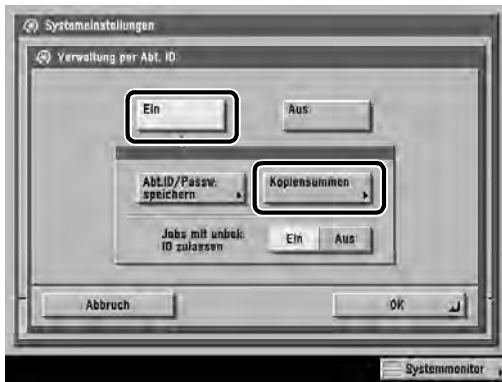 Systemeinstellungen
Verwaltung per Abt. ID
Ein
Aus
Abt.ID/Passw.
speichern
Kopiensummen
Jobs mit unbek.
ID zulassen
Ein
Aus
Abbruch
OK
Systemmonitor